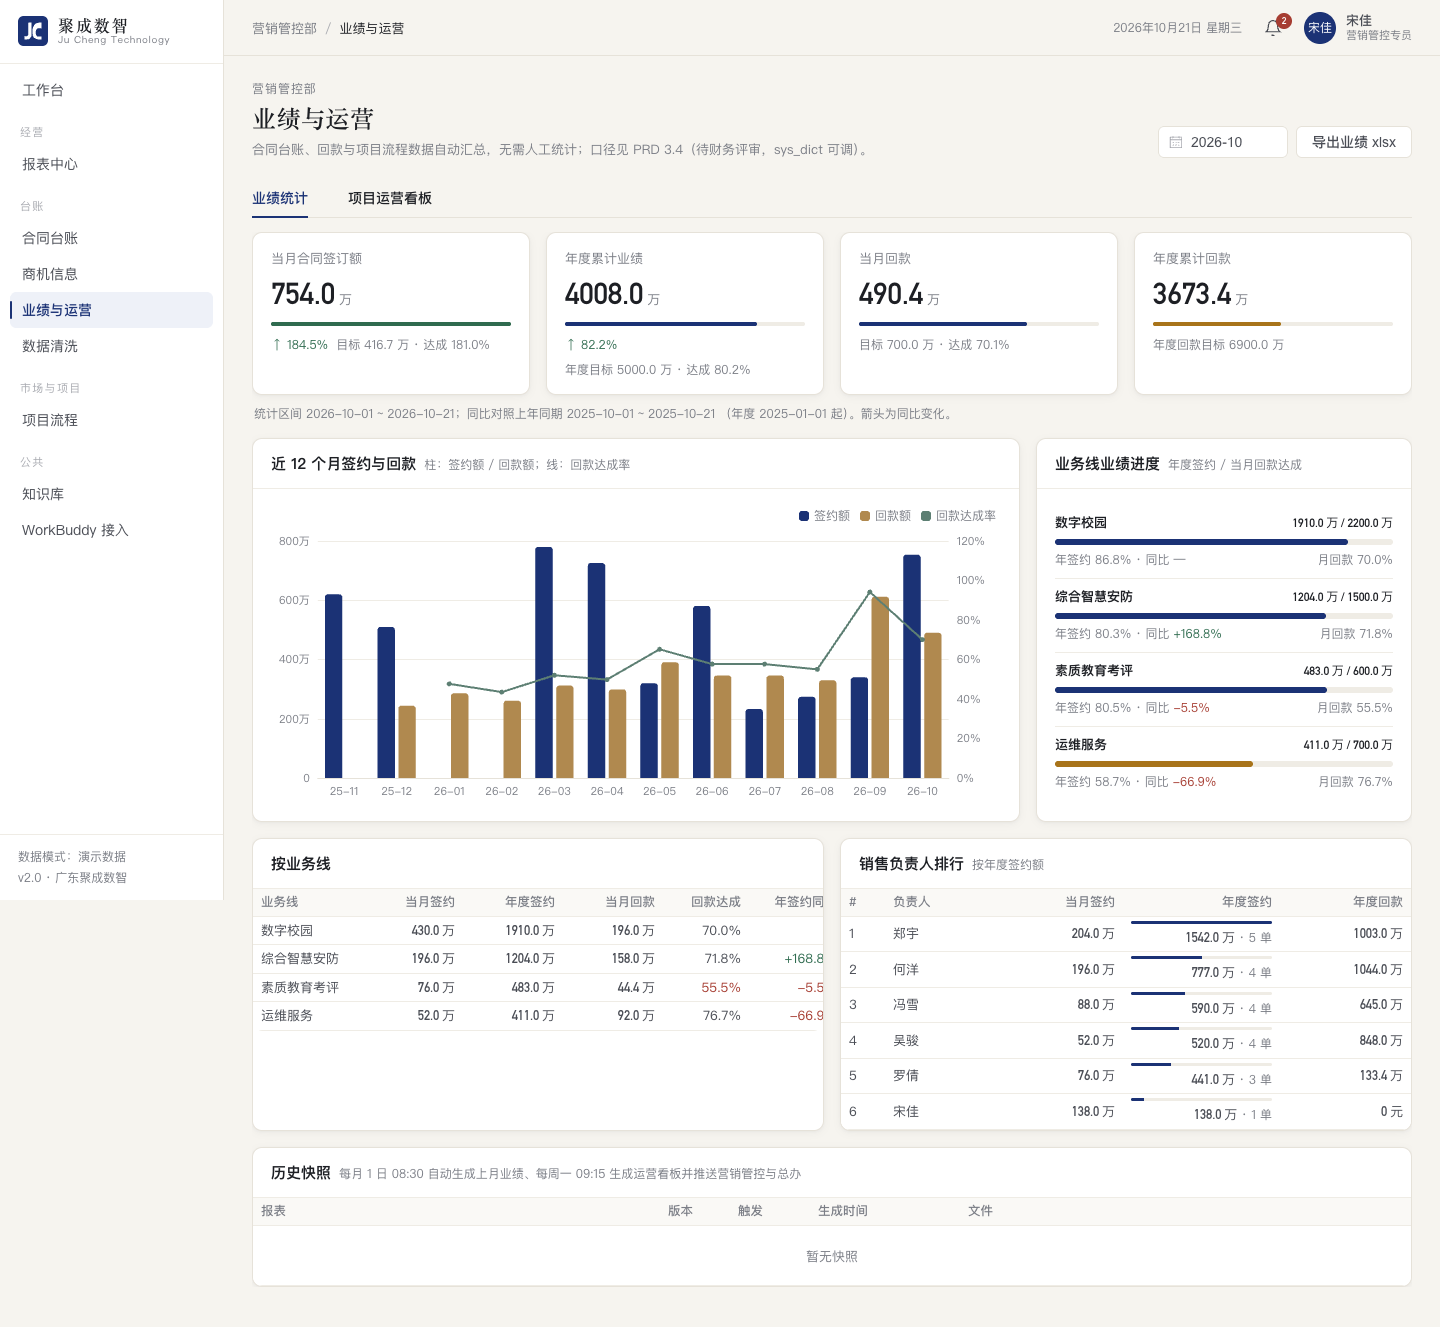 聚成数智
Ju Cheng Technology
工作台
经营
报表中心
台账
合同台账
商机信息
业绩与运营
数据清洗
市场与项目
项目流程
公共
知识库
WorkBuddy 接入
数据模式：演示数据
v2.0 · 广东聚成数智
营销管控部 / 业绩与运营
2026年10月21日 星期三
2
宋佳
宋佳
营销管控专员
营销管控部
业绩与运营
合同台账、回款与项目流程数据自动汇总，无需人工统计；口径见 PRD 3.4（待财务评审，sys_dict 可调）。
2026-10
导出业绩 xlsx
业绩统计 项目运营看板
当月合同签订额
754.0 万
↑ 184.5% 目标 416.7 万 · 达成 181.0%
年度累计业绩
4008.0 万
↑ 82.2%
年度目标 5000.0 万 · 达成 80.2%
当月回款
490.4 万
目标 700.0 万 · 达成 70.1%
年度累计回款
3673.4 万
年度回款目标 6900.0 万
统计区间 2026-10-01 ~ 2026-10-21；同比对照上年同期 2025-10-01 ~ 2025-10-21 （年度 2025-01-01 起）。箭头为同比变化。
近 12 个月签约与回款 柱：签约额 / 回款额；线：回款达成率
签约额 回款额 回款达成率
800万 120%
100%
600万
80%
400万 60%
40%
200万
20%
0 0%
25-11 25-12 26-01 26-02 26-03 26-04 26-05 26-06 26-07 26-08 26-09 26-10
业务线业绩进度 年度签约 / 当月回款达成
数字校园 1910.0 万 / 2200.0 万
年签约 86.8% · 同比 — 月回款 70.0%
综合智慧安防 1204.0 万 / 1500.0 万
年签约 80.3% · 同比 +168.8% 月回款 71.8%
素质教育考评 483.0 万 / 600.0 万
年签约 80.5% · 同比 -5.5% 月回款 55.5%
运维服务 411.0 万 / 700.0 万
年签约 58.7% · 同比 -66.9% 月回款 76.7%
按业务线
业务线 当月签约 年度签约 当月回款 回款达成 年签约同
数字校园 430.0 万 1910.0 万 196.0 万 70.0%
综合智慧安防 196.0 万 1204.0 万 158.0 万 71.8% +168.8
素质教育考评 76.0 万 483.0 万 44.4 万 55.5% -5.5
运维服务 52.0 万 411.0 万 92.0 万 76.7% -66.9
销售负责人排行 按年度签约额
# 负责人 当月签约 年度签约 年度回款
1 郑宇 204.0 万 1542.0 万 · 5 单 1003.0 万
2 何洋 196.0 万 777.0 万 · 4 单 1044.0 万
3 冯雪 88.0 万 590.0 万 · 4 单 645.0 万
4 吴骏 52.0 万 520.0 万 · 4 单 848.0 万
5 罗倩 76.0 万 441.0 万 · 3 单 133.4 万
6 宋佳 138.0 万 138.0 万 · 1 单 0 元
历史快照 每月 1 日 08:30 自动生成上月业绩、每周一 09:15 生成运营看板并推送营销管控与总办
报表 版本 触发 生成时间 文件
暂无快照